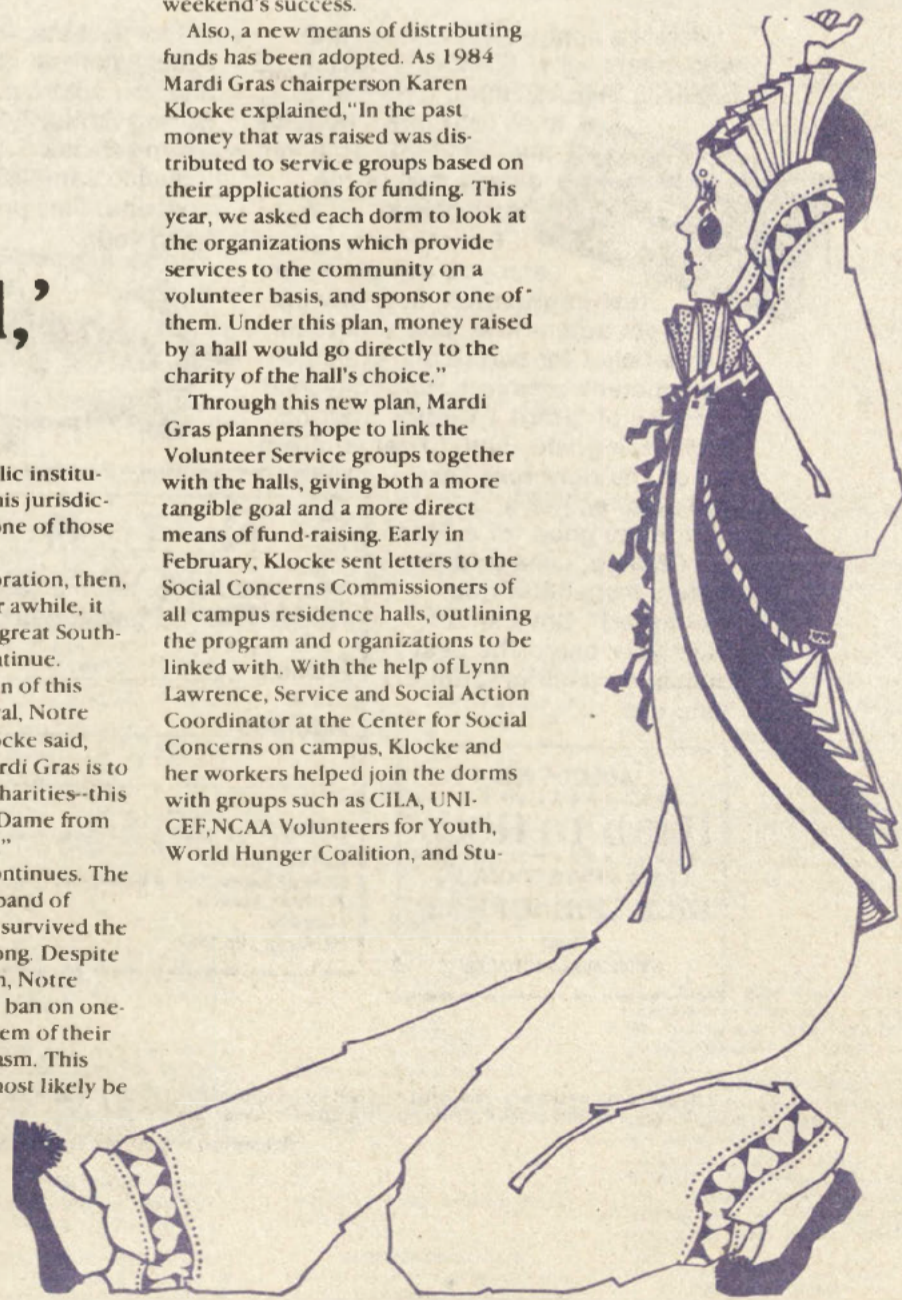 l,’
lic institu-
his jurisdic-
one of those
oration, then,
r awhile, it
great South-
ntinue.
n of this
al, Notre
ocke said,
rdi Gras is to
harities--this
Dame from
”
ontinues. The
band of
survived the
ong. Despite
n, Notre
ban on one-
em of their
asm. This
most likely be
weekend's success.
Also, a new means of distributing
funds has been adopted. As 1984
Mardi Gras chairperson Karen
Klocke explained,“In the past
money that was raised was dis-
tributed to service groups based on
their applications for funding. This
year, we asked each dorm to look at
the organizations which provide
services to the community on a
volunteer basis, and sponsor one of
them. Under this plan, money raised
by a hall would go directly to the
charity of the hall's choice.”
Through this new plan, Mardi
Gras planners hope to link the
Volunteer Service groups together
with the halls, giving both a more
tangible goal and a more direct
means of fund-raising. Early in
February, Klocke sent letters to the
Social Concerns Commissioners of
all campus residence halls, outlining
the program and organizations to be
linked with. With the help of Lynn
Lawrence, Service and Social Action
Coordinator at the Center for Social
Concerns on campus, Klocke and
her workers helped join the dorms
with groups such as CILA, UNI-
CEF,NCAA Volunteers for Youth,
World Hunger Coalition, and Stu-